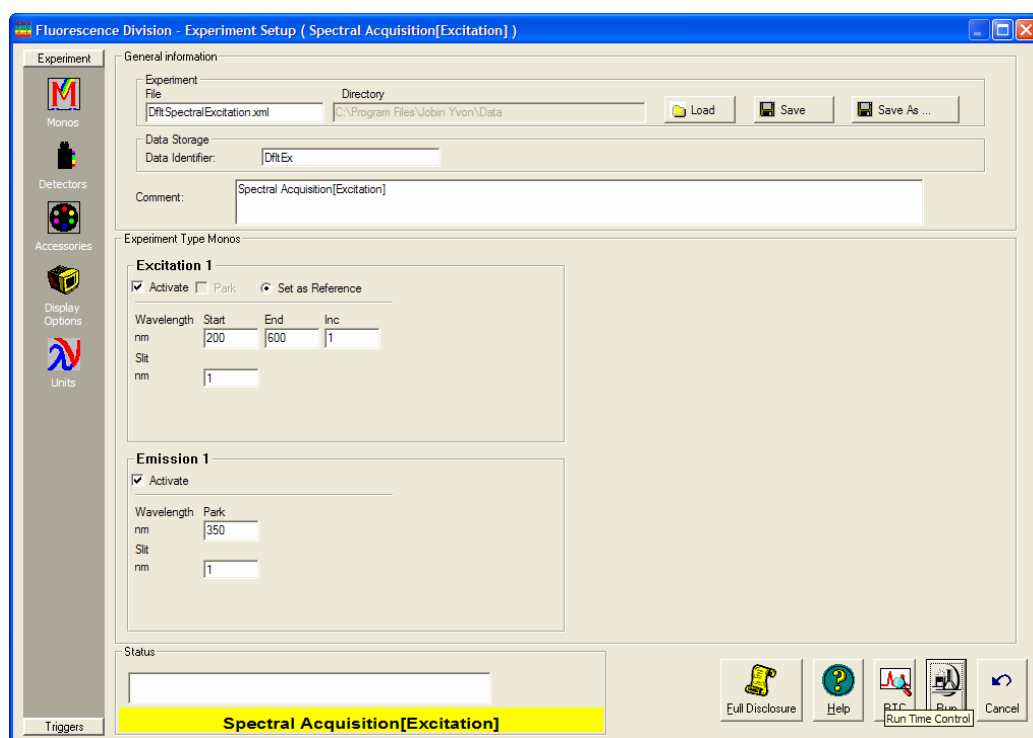 Fluorescence Division - Experiment Setup ( Spectral Acquisition[Excitation] )
Experiment
Monos
Detectors
Accessories
Display
Options
Units
Triggers
General information
Experiment
File Directory
DfltSpectralExcitation.xml C:\Program Files\Jobin Yvon\Data Load Save Save As ...
Data Storage
Data Identifier: DfltEx
Comment: Spectral Acquisition[Excitation]
Experiment Type Monos
Excitation 1
Activate Park Set as Reference
Wavelength Start End Inc
nm 200 600 1
Slit
nm 1
Emission 1
Activate
Wavelength Park
nm 350
Slit
nm 1
Status
Spectral Acquisition[Excitation]
Full Disclosure Help RTC Run Cancel
Run Time Control